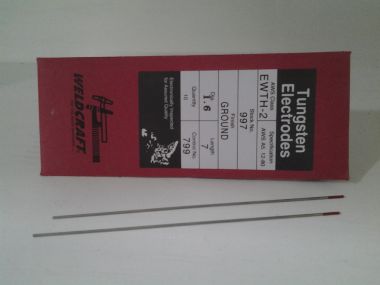 Tungsten
Electrodes
AWS Class
EWTH-2
Specification
AWS A5. 12-80
Stock No.
997
Finish
GROUND
Dia.
1.6
Length
7"
Quantity
10
Control No.
799
Electronically Inspected
for Assured Quality
WELDCRAFT